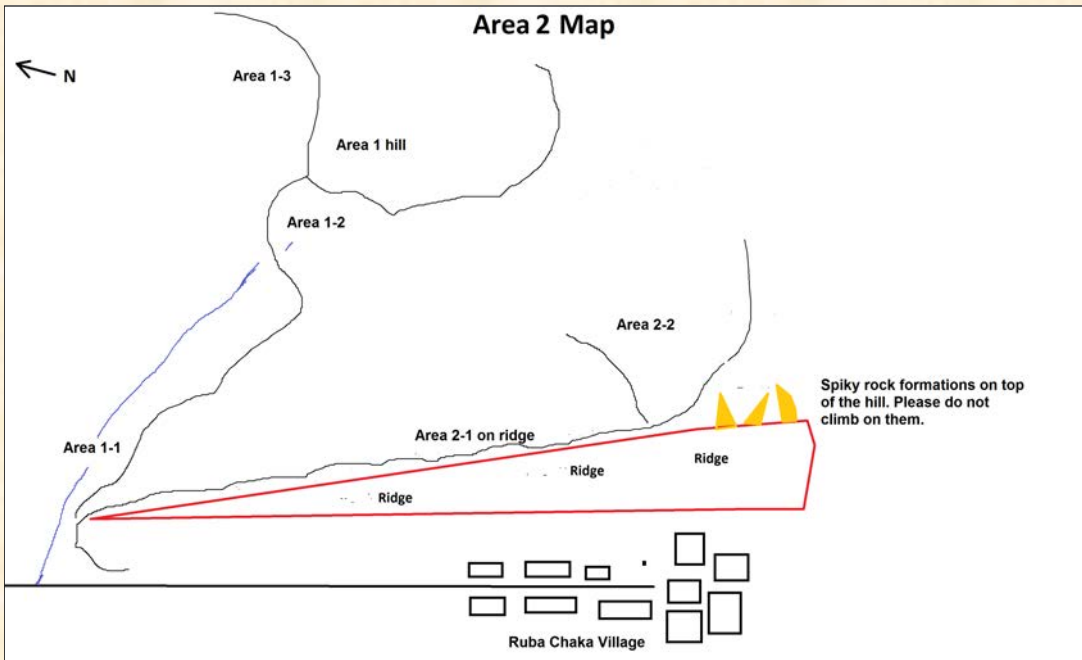 Area 2 Map
N
Area 1-3
Area 1 hill
Area 1-2
Area 2-2
Spiky rock formations on top
of the hill. Please do not
climb on them.
Area 2-1 on ridge
Area 1-1
Ridge
Ridge
Ridge
Ruba Chaka Village